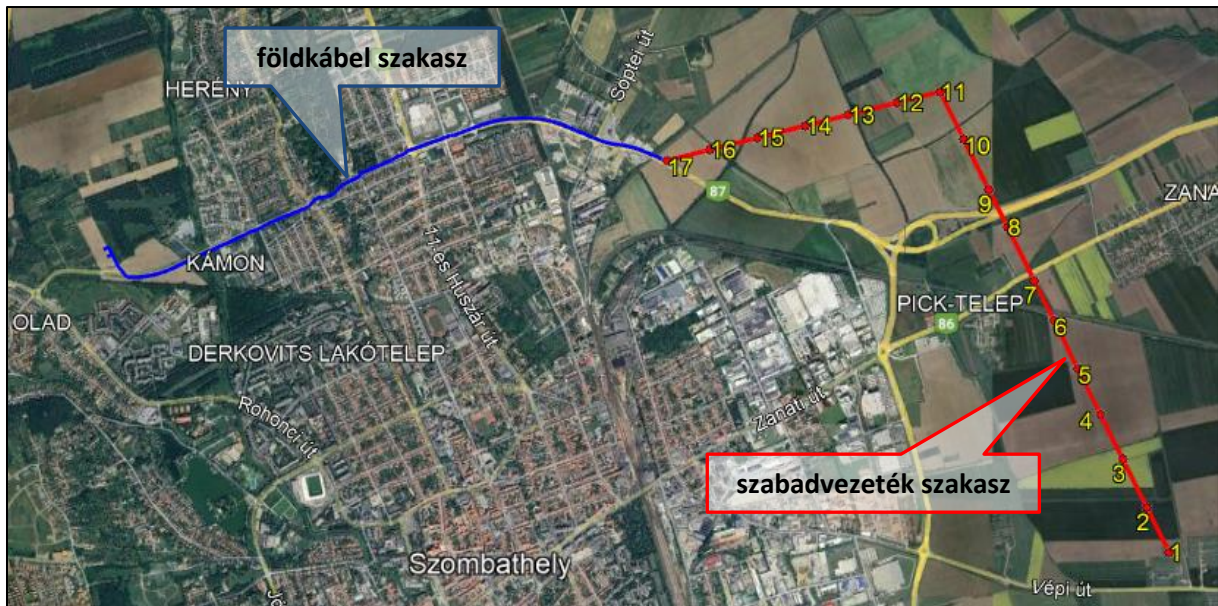 földkábel szakasz
HERÉNY
Söptei út
11
12
13
14
15
16
17
10
87
ZANA
9
8
KÁMON
11-es Huszár út
7
PICK-TELEP
OLAD
86
6
DERKOVITS LAKÓTELEP
5
Zanati út
Rohonci út
4
szabadvezeték szakasz
3
2
Szombathely
1
Vépi út